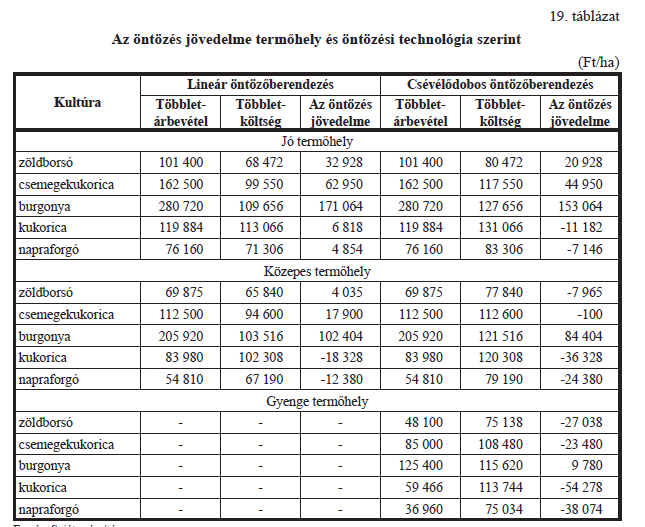 19. táblázat
Az öntözés jövedelme termőhely és öntözési technológia szerint
(Ft/ha)
Kultúra Lineár öntözőberendezés Csévélődobos öntözőberendezés
Többlet-árbevétel Többlet-költség Az öntözés jövedelme Többlet-árbevétel Többlet-költség Az öntözés jövedelme
Jó termőhely
zöldborsó 101 400 68 472 32 928 101 400 80 472 20 928
csemegekukorica 162 500 99 550 62 950 162 500 117 550 44 950
burgonya 280 720 109 656 171 064 280 720 127 656 153 064
kukorica 119 884 113 066 6 818 119 884 131 066 -11 182
napraforgó 76 160 71 306 4 854 76 160 83 306 -7 146
Közepes termőhely
zöldborsó 69 875 65 840 4 035 69 875 77 840 -7 965
csemegekukorica 112 500 94 600 17 900 112 500 112 600 -100
burgonya 205 920 103 516 102 404 205 920 121 516 84 404
kukorica 83 980 102 308 -18 328 83 980 120 308 -36 328
napraforgó 54 810 67 190 -12 380 54 810 79 190 -24 380
Gyenge termőhely
zöldborsó - - - 48 100 75 138 -27 038
csemegekukorica - - - 85 000 108 480 -23 480
burgonya - - - 125 400 115 620 9 780
kukorica - - - 59 466 113 744 -54 278
napraforgó - - - 36 960 75 034 -38 074